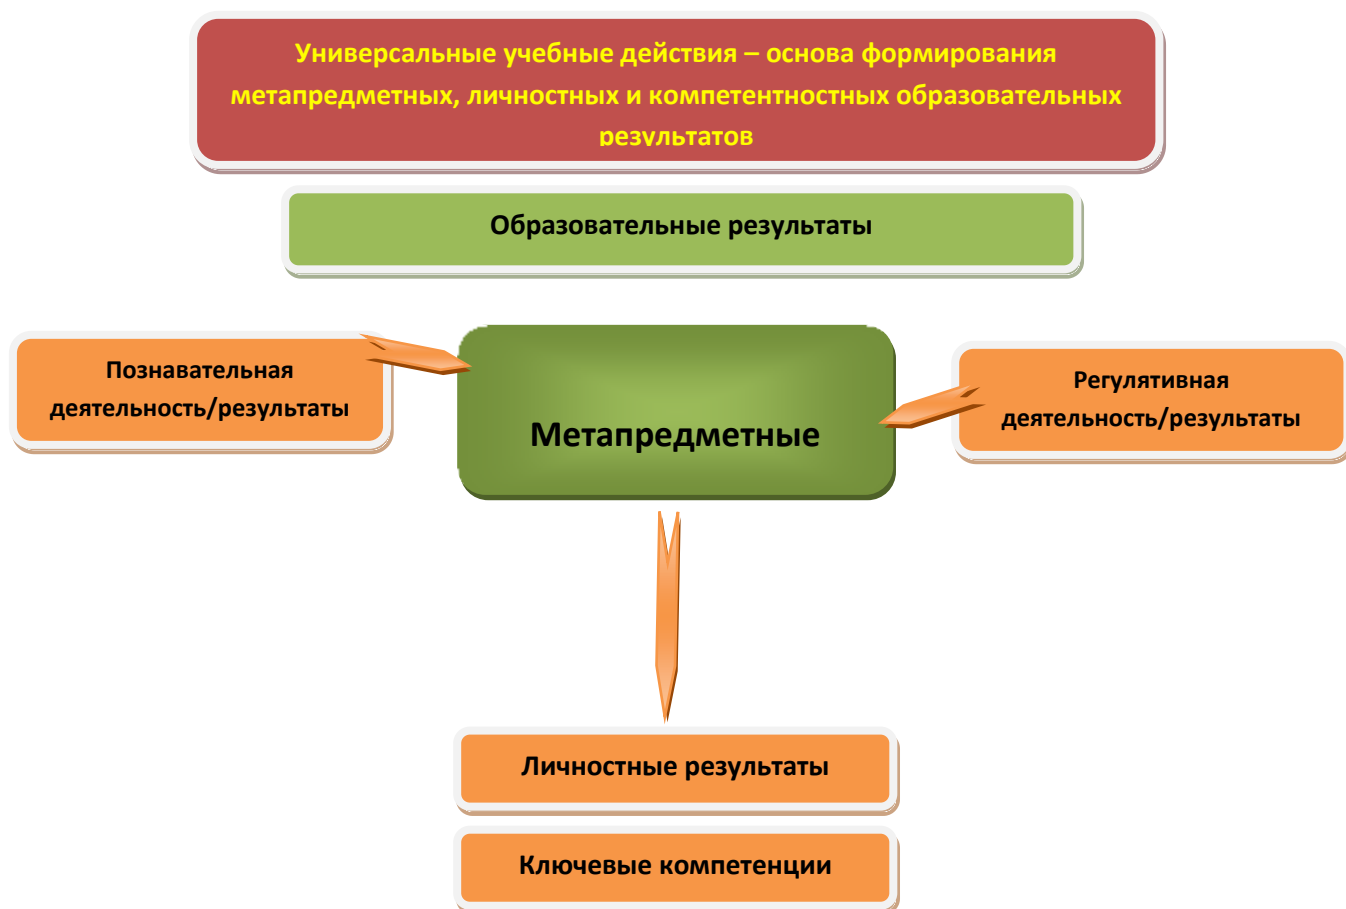 Универсальные учебные действия – основа формирования
метапредметных, личностных и компетентностных образовательных
результатов
Образовательные результаты
Познавательная
деятельность/результаты
Метапредметные
Регулятивная
деятельность/результаты
Личностные результаты
Ключевые компетенции